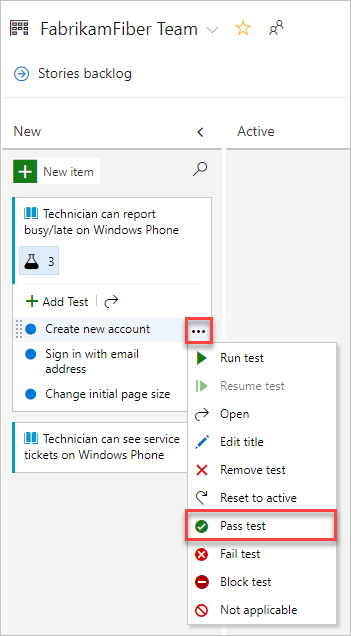 FabrikamFiber Team
Stories backlog
New
Active
New item
Technician can report
busy/late on Windows Phone
3
Add Test
Create new account
Sign in with email
address
Change initial page size
Technician can see service
tickets on Windows Phone
Run test
Resume test
Open
Edit title
Remove test
Reset to active
Pass test
Fail test
Block test
Not applicable